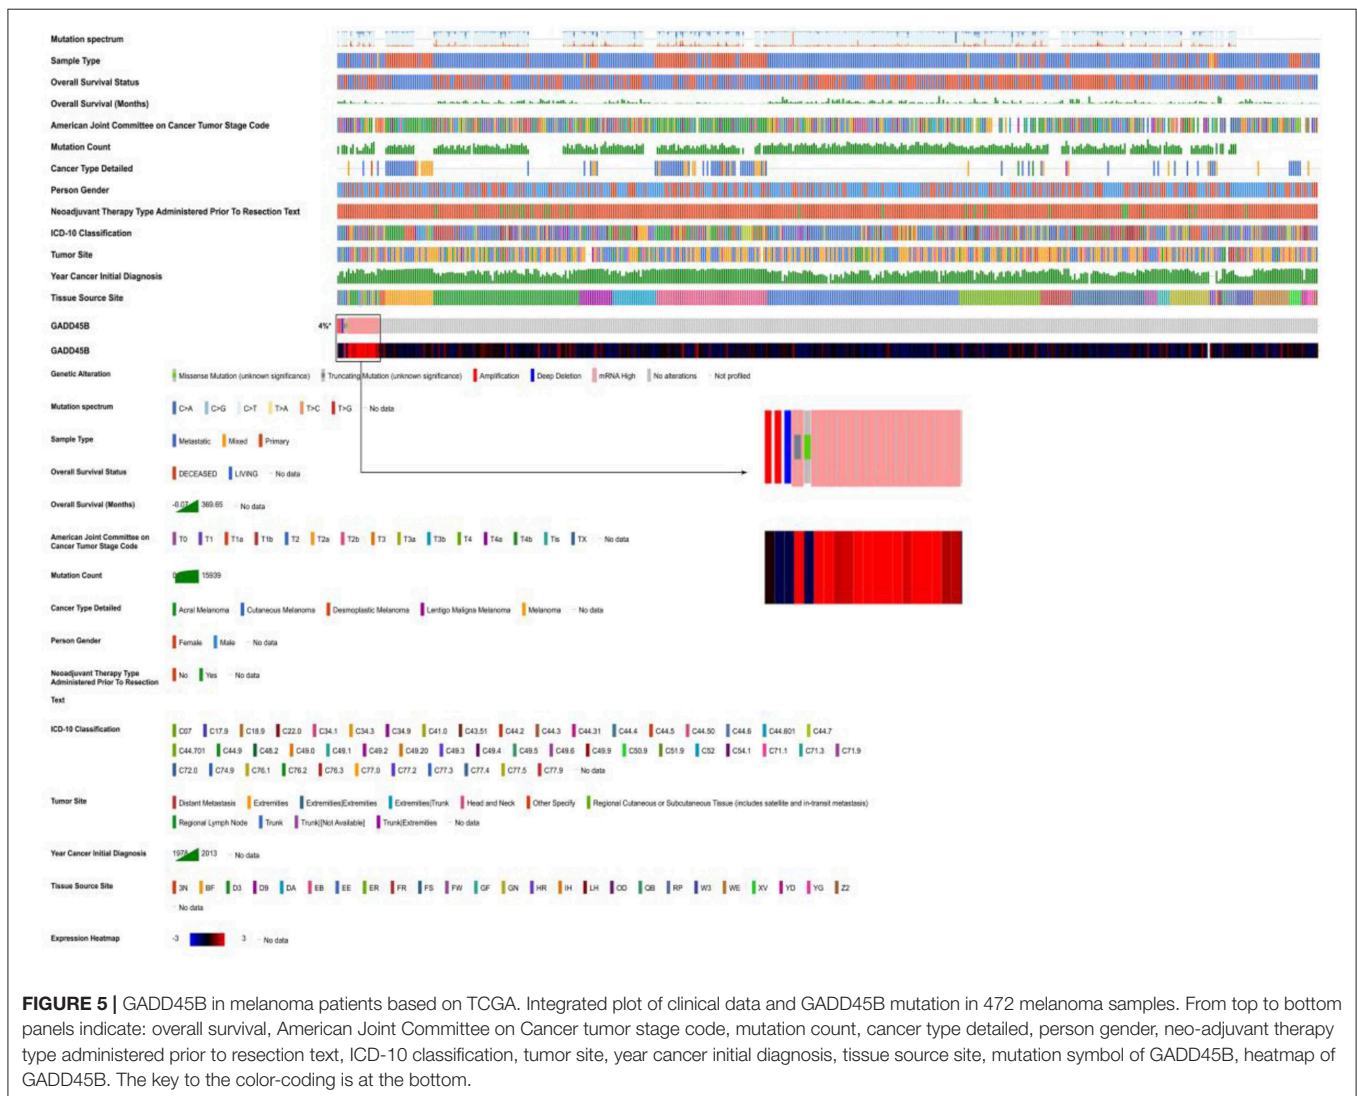 Mutation spectrum
Sample Type
Overall Survival Status
Overall Survival (Months)
American Joint Committee on Cancer Tumor Stage Code
Mutation Count
Cancer Type Detailed
Person Gender
Neoadjuvant Therapy Type Administered Prior To Resection Text
ICD-10 Classification
Tumor Site
Year Cancer Initial Diagnosis
Tissue Source Site
GADD45B 4%*
GADD45B
Genetic Alteration Missense Mutation (unknown significance) Truncating Mutation (unknown significance) Amplification Deep Deletion mRNA High No alterations - Not profiled
Mutation spectrum C>A C>G C>T T>A T>C T>G - No data
Sample Type Metastatic Mixed Primary
Overall Survival Status DECEASED LIVING - No data
Overall Survival (Months) -0.07 369.65 - No data
American Joint Committee on
Cancer Tumor Stage Code T0 T1 T1a T1b T2 T2a T2b T3 T3a T3b T4 T4a T4b Tis TX - No data
Mutation Count 0 15939
Cancer Type Detailed Acral Melanoma Cutaneous Melanoma Desmoplastic Melanoma Lentigo Maligna Melanoma Melanoma - No data
Person Gender Female Male - No data
Neoadjuvant Therapy Type
Administered Prior To Resection No Yes - No data
Text
ICD-10 Classification C07 C17.9 C18.9 C22.0 C34.1 C34.3 C34.9 C41.0 C43.51 C44.2 C44.3 C44.31 C44.4 C44.5 C44.50 C44.6 C44.601 C44.7
C44.701 C44.9 C48.2 C49.0 C49.1 C49.2 C49.20 C49.3 C49.4 C49.5 C49.6 C49.9 C50.9 C51.9 C52 C54.1 C71.1 C71.3 C71.9
C72.0 C74.9 C76.1 C76.2 C76.3 C77.0 C77.2 C77.3 C77.4 C77.5 C77.9 - No data
Tumor Site Distant Metastasis Extremities Extremities|Extremities Extremities|Trunk Head and Neck Other Specify Regional Cutaneous or Subcutaneous Tissue (includes satellite and in-transit metastasis)
Regional Lymph Node Trunk Trunk|[Not Available] Trunk|Extremities - No data
Year Cancer Initial Diagnosis 1978 2013 - No data
Tissue Source Site 3N BF D3 D9 DA EB EE ER FR FS FW GF GN HR IH LH OD QB RP W3 WE XV YD YG Z2
- No data
Expression Heatmap -3 3 - No data
FIGURE 5 | GADD45B in melanoma patients based on TCGA. Integrated plot of clinical data and GADD45B mutation in 472 melanoma samples. From top to bottom
panels indicate: overall survival, American Joint Committee on Cancer tumor stage code, mutation count, cancer type detailed, person gender, neo-adjuvant therapy
type administered prior to resection text, ICD-10 classification, tumor site, year cancer initial diagnosis, tissue source site, mutation symbol of GADD45B, heatmap of
GADD45B. The key to the color-coding is at the bottom.